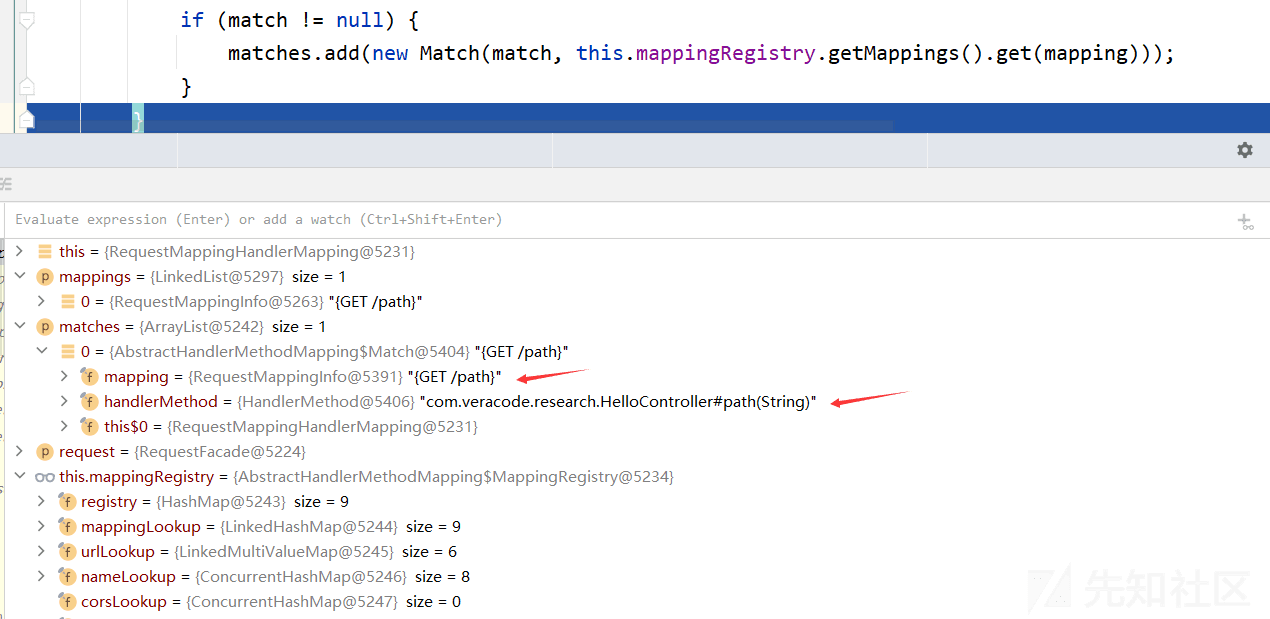 if (match != null) {
matches.add(new Match(match, this.mappingRegistry.getMappings().get(mapping)));
}
}
Evaluate expression (Enter) or add a watch (Ctrl+Shift+Enter)
this = {RequestMappingHandlerMapping@5231}
p mappings = {LinkedList@5297} size = 1
0 = {RequestMappingInfo@5263} "{GET /path}"
p matches = {ArrayList@5242} size = 1
0 = {AbstractHandlerMethodMapping$Match@5404} "{GET /path}"
f mapping = {RequestMappingInfo@5391} "{GET /path}"
f handlerMethod = {HandlerMethod@5406} "com.veracode.research.HelloController#path(String)"
f this$0 = {RequestMappingHandlerMapping@5231}
p request = {RequestFacade@5224}
this.mappingRegistry = {AbstractHandlerMethodMapping$MappingRegistry@5234}
f registry = {HashMap@5243} size = 9
f mappingLookup = {LinkedHashMap@5244} size = 9
f urlLookup = {LinkedMultiValueMap@5245} size = 6
f nameLookup = {ConcurrentHashMap@5246} size = 8
f corsLookup = {ConcurrentHashMap@5247} size = 0
先知社区